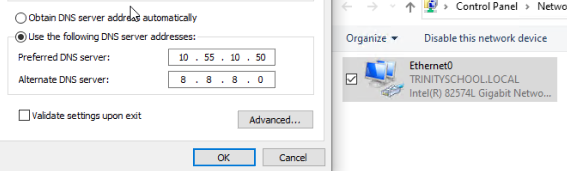 Obtain DNS server address automatically
Use the following DNS server addresses:
Preferred DNS server:
10 . 55 . 10 . 50
Alternate DNS server:
8 . 8 . 8 . 0
Validate settings upon exit
Advanced...
OK
Cancel
Control Panel
Organize
Disable this network device
Ethernet0
TRINITYSCHOOL.LOCAL
Intel(R) 82574L Gigabit Netwo...